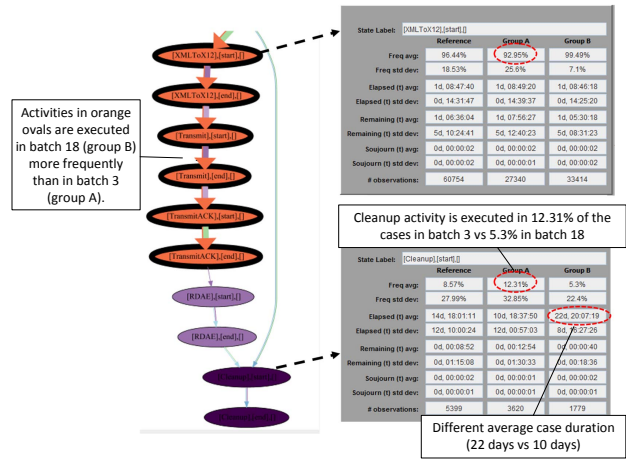 [XMLToX12],[start],[]
[XMLToX12],[end],[]
[Transmit],[start],[]
[Transmit],[end],[]
[TransmitACK],[start],[]
[TransmitACK],[end],[]
[RDAE],[start],[]
[RDAE],[end],[]
[Cleanup],[start],[]
Activities in orange
ovals are executed
in batch 18 (group B)
more frequently
than in batch 3
(group A).
State Label: [XMLToX12],[start],[]
Reference Group A Group B
Freq avg: 96.44% 92.95% 99.49%
Freq std dev: 18.53% 25.6% 7.1%
Elapsed (t) avg: 1d, 08:47:40 1d, 08:49:20 1d, 08:46:18
Elapsed (t) std dev: 0d, 14:31:47 0d, 14:39:37 0d, 14:25:20
Remaining (t) avg: 1d, 06:36:04 1d, 07:56:27 1d, 05:30:18
Remaining (t) std dev: 5d, 10:24:41 5d, 12:40:23 5d, 08:31:23
Soujourn (t) avg: 0d, 00:00:02 0d, 00:00:02 0d, 00:00:02
Soujourn (t) std dev: 0d, 00:00:02 0d, 00:00:01 0d, 00:00:02
# observations: 60754 27340 33414
Cleanup activity is executed in 12.31% of the
cases in batch 3 vs 5.3% in batch 18
State Label: [Cleanup],[start],[]
Reference Group A Group B
Freq avg: 8.57% 12.31% 5.3%
Freq std dev: 27.99% 32.85% 22.4%
Elapsed (t) avg: 14d, 18:01:11 10d, 18:37:50 22d, 20:07:19
Elapsed (t) std dev: 12d, 10:00:24 12d, 00:57:03 8d, 16:27:26
Remaining (t) avg: 0d, 00:08:52 0d, 00:12:54 0d, 00:00:40
Remaining (t) std dev: 0d, 01:15:08 0d, 01:30:33 0d, 00:18:36
Soujourn (t) avg: 0d, 00:00:02 0d, 00:00:01 0d, 00:00:02
Soujourn (t) std dev: 0d, 00:00:01 0d, 00:00:01 0d, 00:00:01
# observations: 5399 3620 1779
Different average case duration
(22 days vs 10 days)